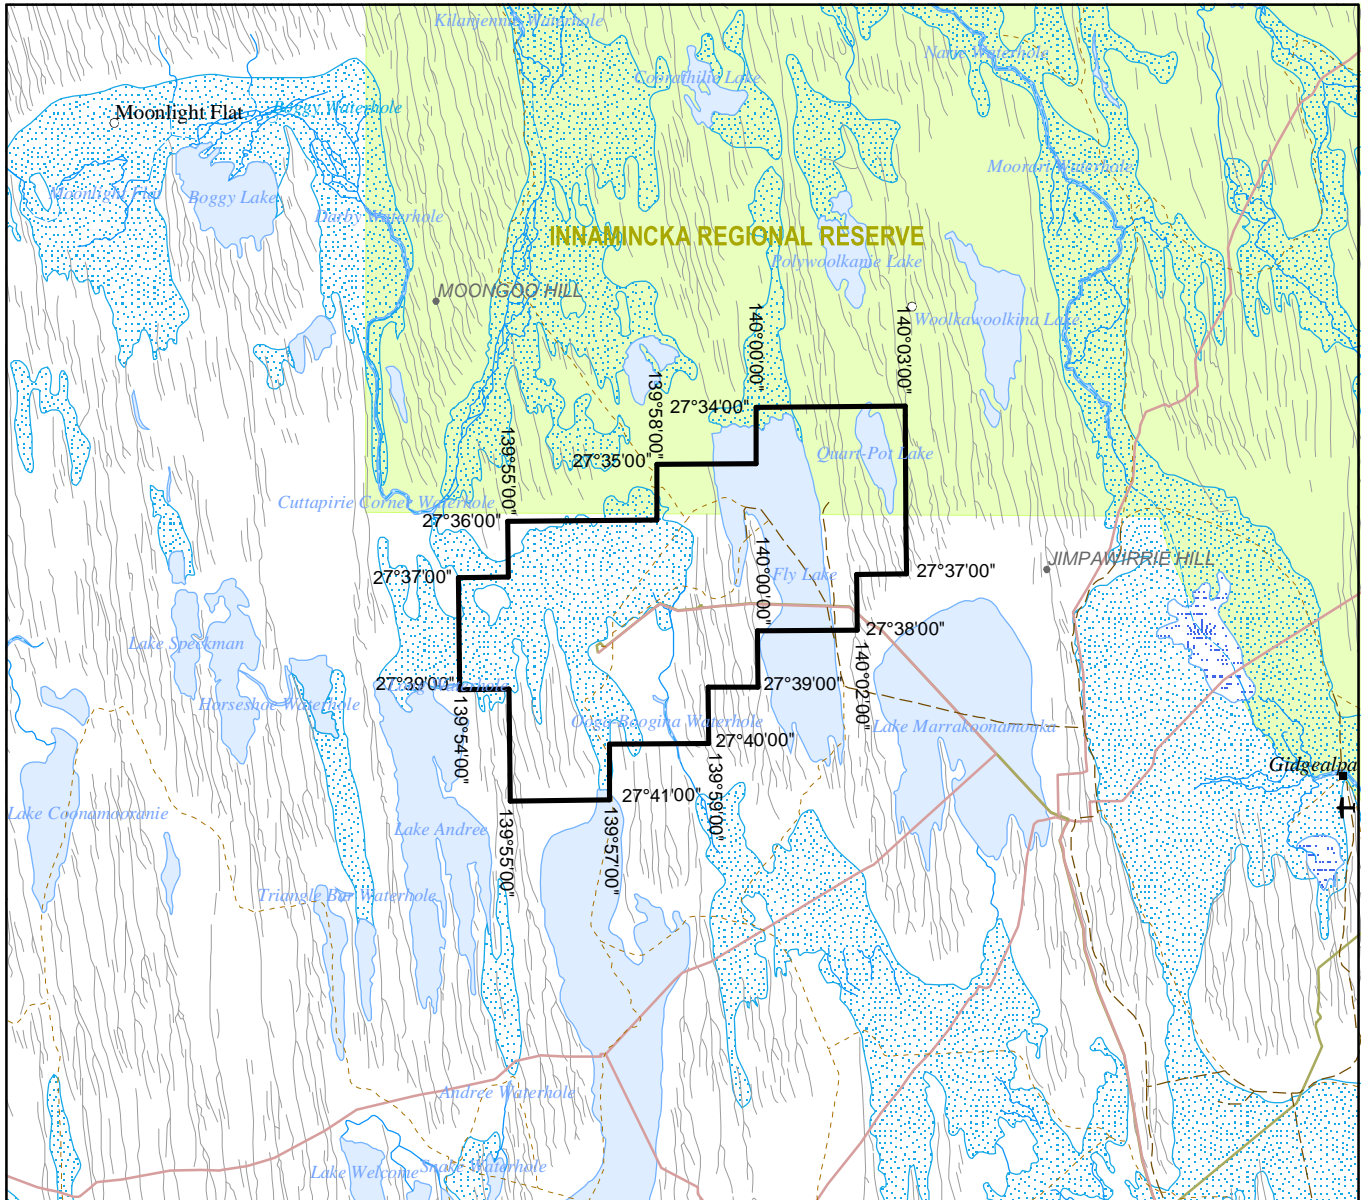 Kilanjennie Waterhole
Narie Waterhole
Coorathilie Lake
Moonlight Flat
Boggy Waterhole
Moonlight Flat
Boggy Lake
Darby Waterhole
Moorari Waterhole
INNAMINCKA REGIONAL RESERVE
Polywoolkanie Lake
MOONGOO HILL
Woolkawoolkina Lake
140°00'00"
140°03'00"
139°58'00"
27°34'00"
139°55'00"
27°35'00"
Quart-Pot Lake
Cuttapirie Corner Waterhole
27°36'00"
140°00'00"
JIMPAWIRRIE HILL
27°37'00"
Fly Lake
27°37'00"
27°38'00"
Lake Speckman
140°02'00"
27°39'00"
27°39'00"
Horseshoe Waterhole
139°54'00"
Ooga-Boogina Waterhole
Lake Marrakoonamooka
27°40'00"
139°59'00"
Gidgealpa
27°41'00"
Lake Coonamooranie
139°55'00"
139°57'00"
Lake Andree
Triangle Bar Waterhole
Andree Waterhole
Lake Welcome
Snake Waterhole